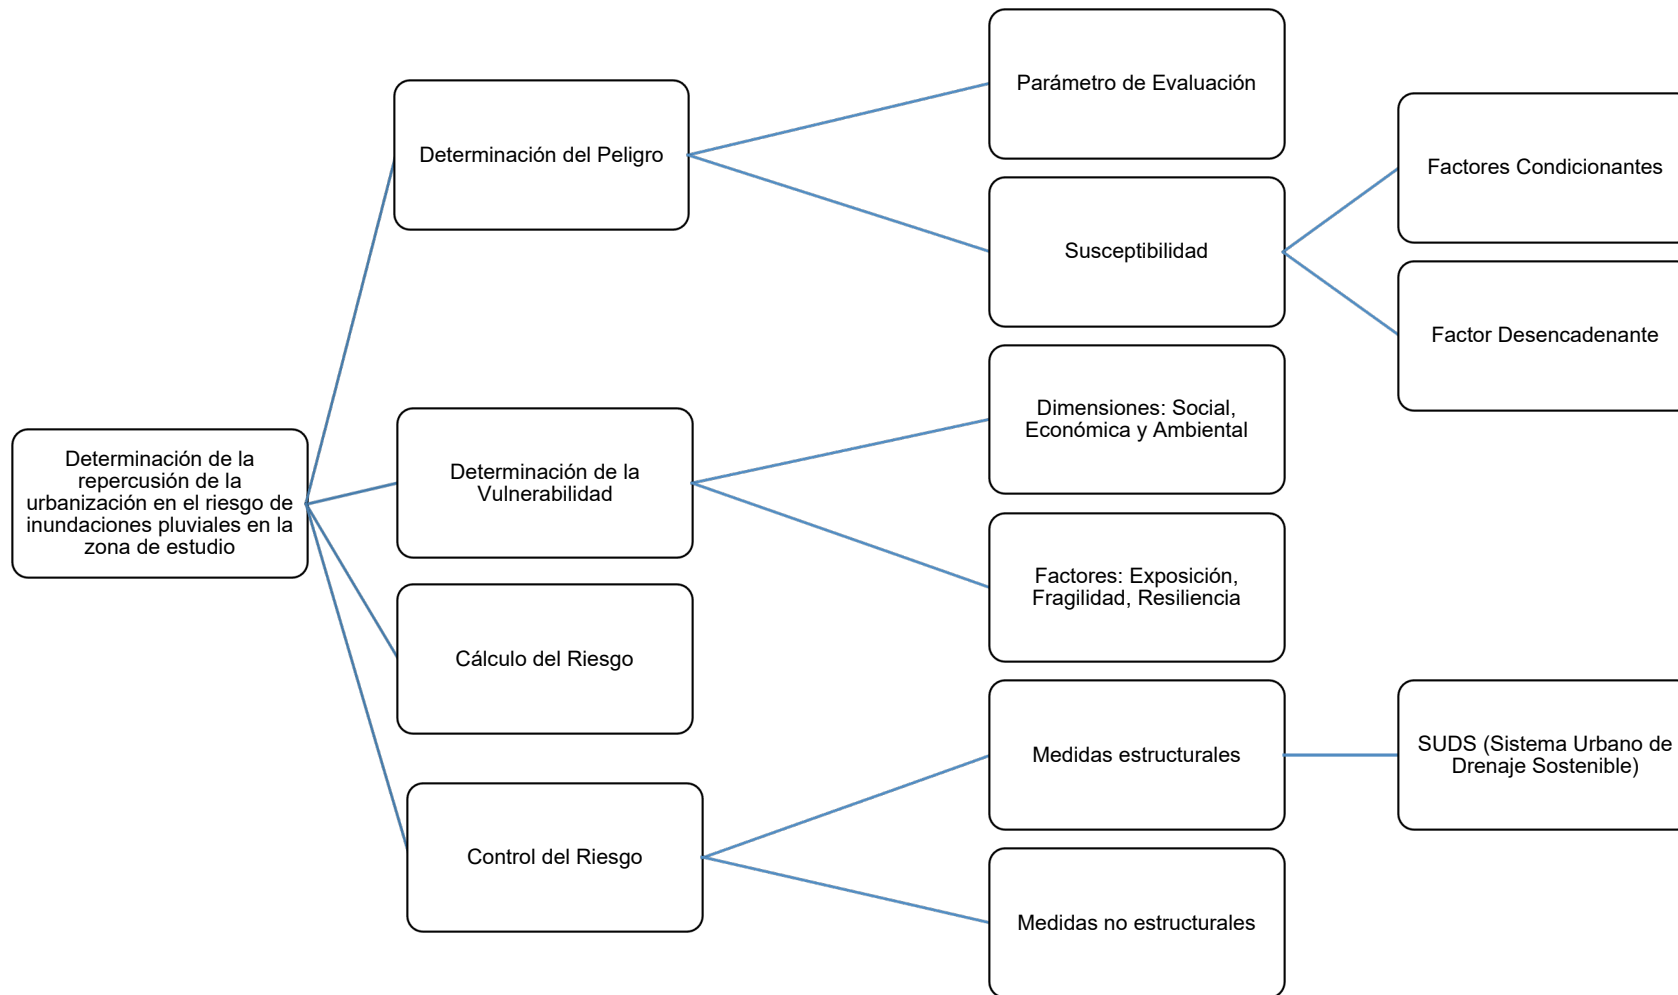 Determinación de la
repercusión de la
urbanización en el riesgo de
inundaciones pluviales en la
zona de estudio
Determinación del Peligro
Parámetro de Evaluación
Susceptibilidad
Factores Condicionantes
Factor Desencadenante
Determinación de la
Vulnerabilidad
Dimensiones: Social,
Económica y Ambiental
Factores: Exposición,
Fragilidad, Resiliencia
Cálculo del Riesgo
Control del Riesgo
Medidas estructurales
SUDS (Sistema Urbano de
Drenaje Sostenible)
Medidas no estructurales